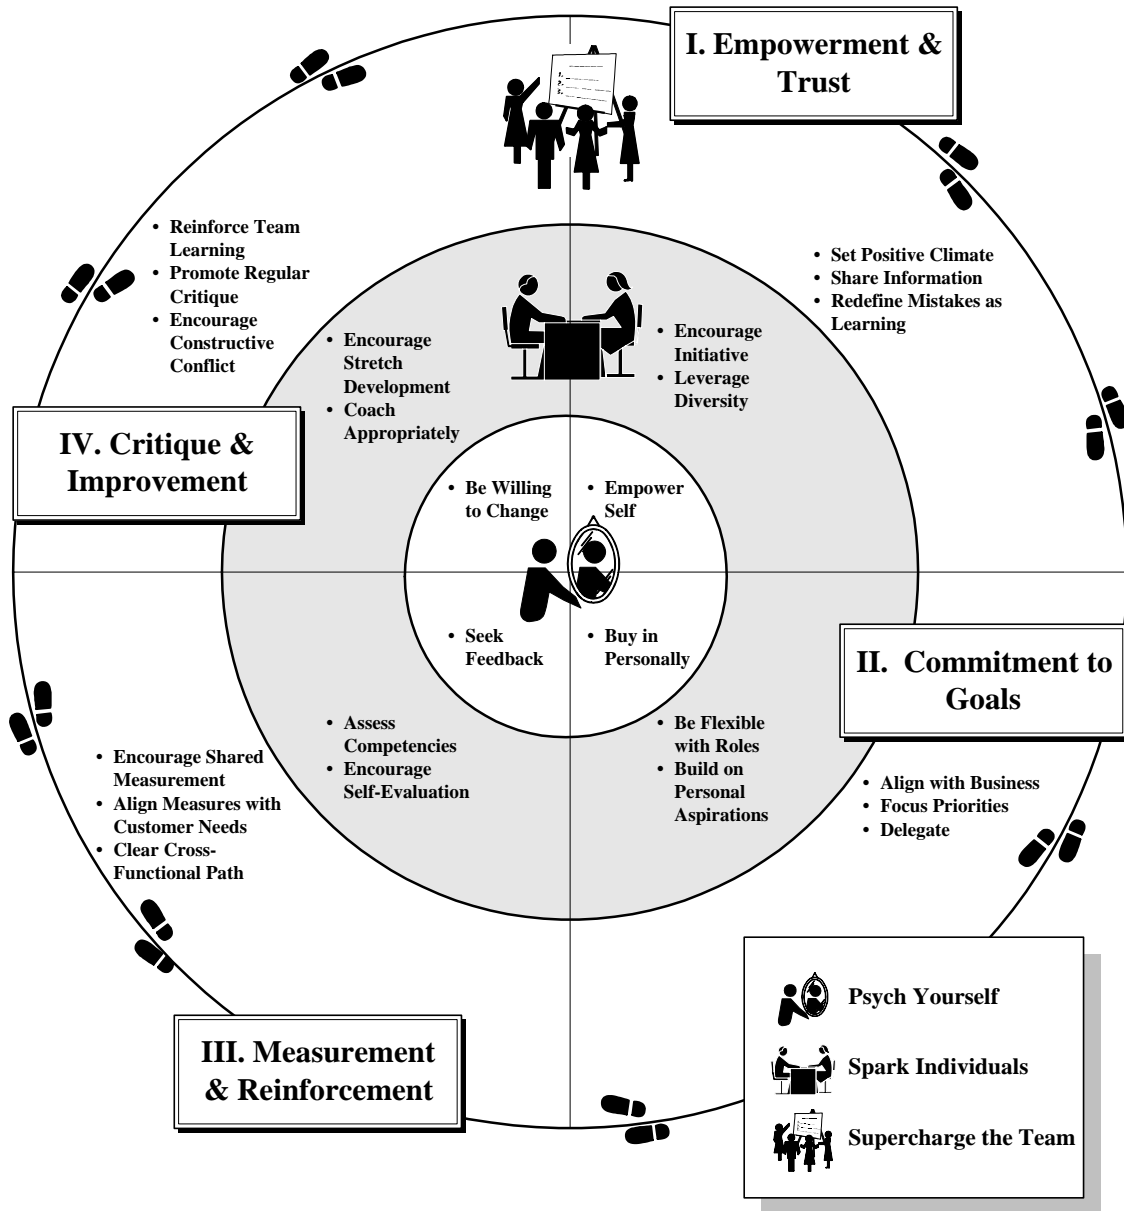 I. Empowerment &
Trust
• Reinforce Team
Learning
• Promote Regular
Critique
• Encourage
Constructive
Conflict
• Set Positive Climate
• Share Information
• Redefine Mistakes as
Learning
• Encourage
Stretch
Development
• Coach
Appropriately
• Encourage
Initiative
• Leverage
Diversity
IV. Critique &
Improvement
• Be Willing
to Change
• Empower
Self
• Seek
Feedback
• Buy in
Personally
II. Commitment to
Goals
• Assess
Competencies
• Encourage
Self-Evaluation
• Be Flexible
with Roles
• Build on
Personal
Aspirations
• Encourage Shared
Measurement
• Align Measures with
Customer Needs
• Clear Cross-
Functional Path
• Align with Business
• Focus Priorities
• Delegate
III. Measurement
& Reinforcement
Psych Yourself
Spark Individuals
Supercharge the Team
1.
2.
3.